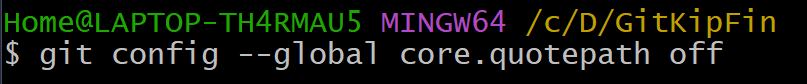 Home@LAPTOP-TH4RMAU5 MINGW64 /c/D/GitKipFin
$ git config --global core.quotepath off